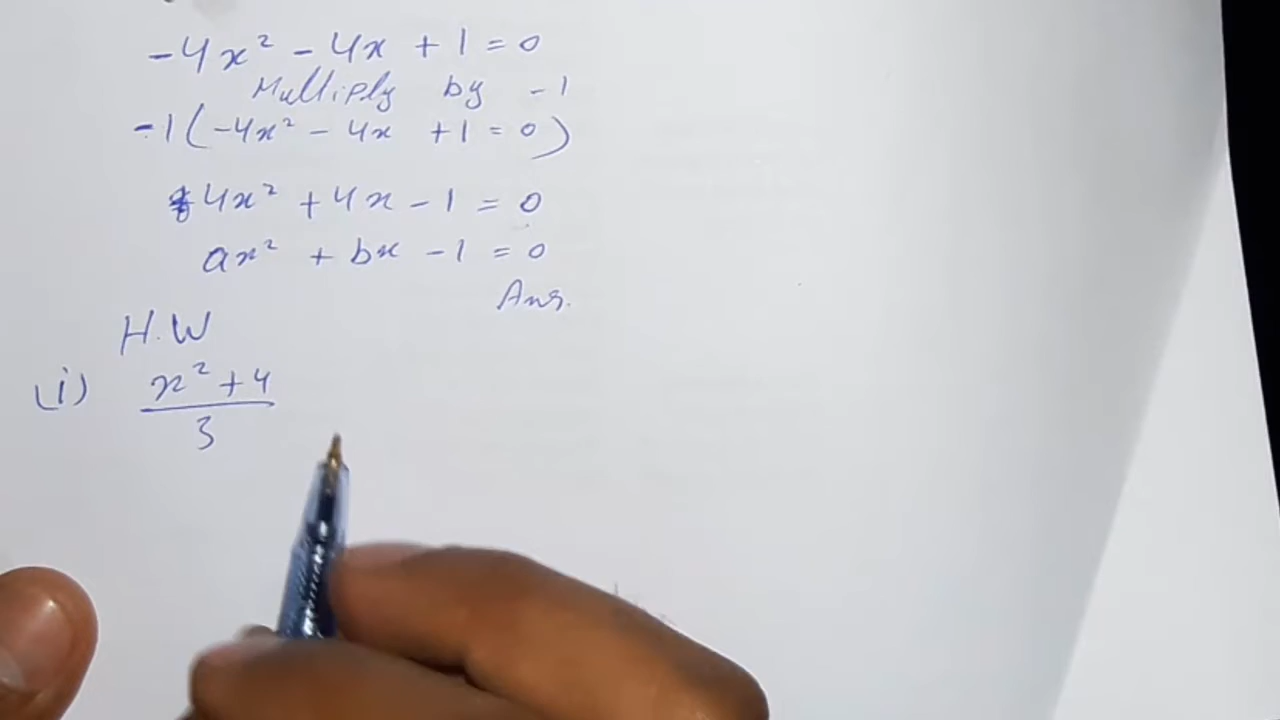 -4x² - 4x + 1 = 0
Multiply by -1
-1(-4x² - 4x + 1 = 0)
4x² + 4x - 1 = 0
ax² + bx - 1 = 0
Ans.
H.W
(i) x² + 4
3